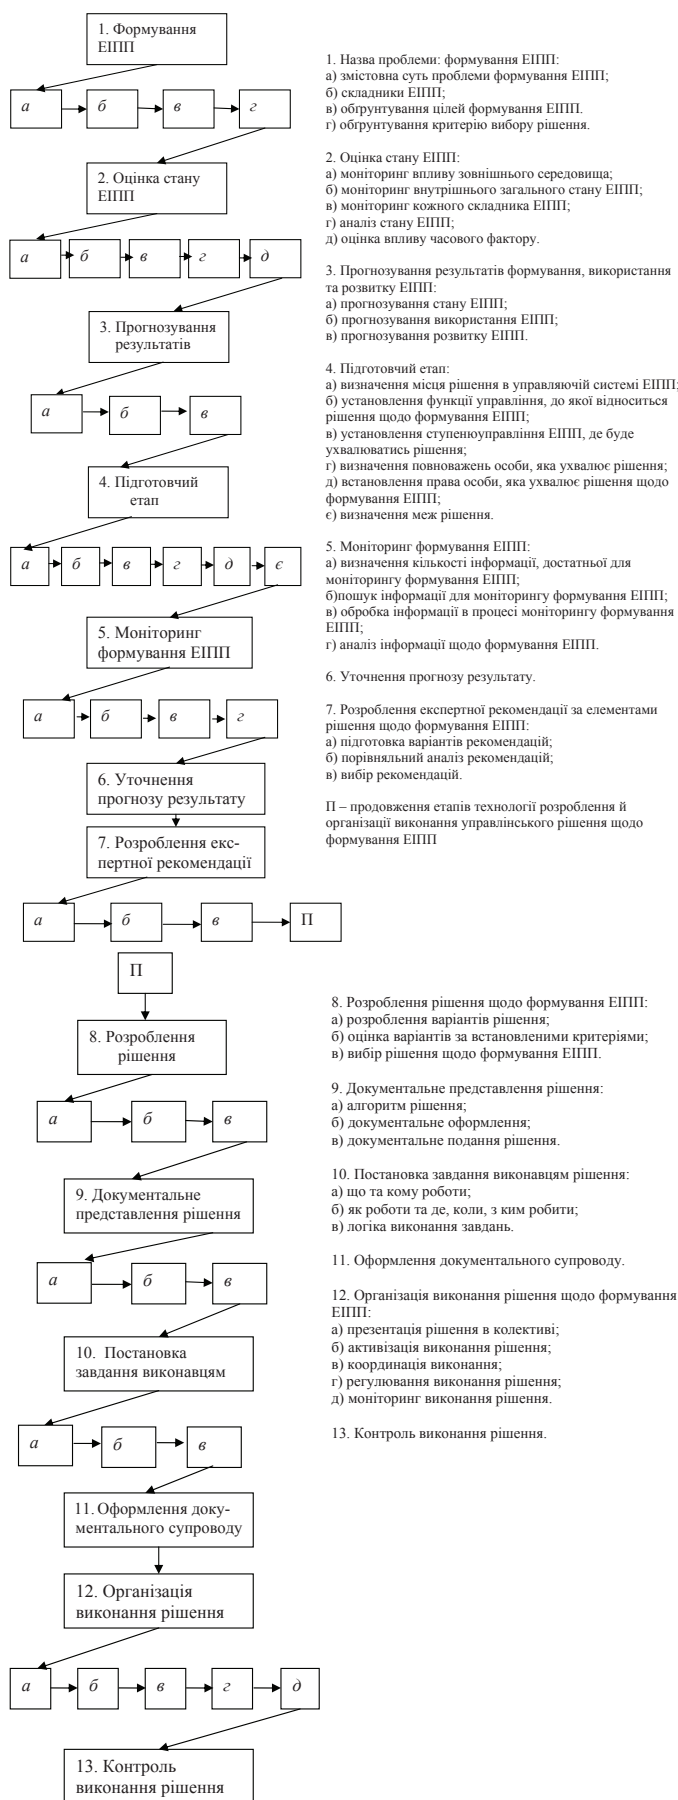 1. Формування
ЕІПП
а
б
в
г
2. Оцінка стану
ЕІПП
а
б
в
г
д
3. Прогнозування
результатів
а
б
в
4. Підготовчий
етап
а
б
в
г
д
є
5. Моніторинг
формування ЕІПП
а
б
в
г
6. Уточнення
прогнозу результату
7. Розроблення екс-
пертної рекомендації
а
б
в
П
1. Назва проблеми: формування ЕІПП:
а) змістовна суть проблеми формування ЕІПП;
б) складники ЕІПП;
в) обґрунтування цілей формування ЕІПП.
г) обґрунтування критерію вибору рішення.
2. Оцінка стану ЕІПП:
а) моніторинг впливу зовнішнього середовища;
б) моніторинг внутрішнього загального стану ЕІПП;
в) моніторинг кожного складника ЕІПП;
г) аналіз стану ЕІПП;
д) оцінка впливу часового фактору.
3. Прогнозування результатів формування, використання
та розвитку ЕІПП:
а) прогнозування стану ЕІПП;
б) прогнозування використання ЕІПП;
в) прогнозування розвитку ЕІПП.
4. Підготовчий етап:
а) визначення місця рішення в управляючій системі ЕІПП;
б) установлення функції управління, до якої відноситься
рішення щодо формування ЕІПП;
в) установлення ступенюуправління ЕІПП, де буде
ухвалюватись рішення;
г) визначення повноважень особи, яка ухвалює рішення;
д) встановлення права особи, яка ухвалює рішення щодо
формування ЕІПП;
є) визначення меж рішення.
5. Моніторинг формування ЕІПП:
а) визначення кількості інформації, достатньої для
моніторингу формування ЕІПП;
б)пошук інформації для моніторингу формування ЕІПП;
в) обробка інформації в процесі моніторингу формування
ЕІПП;
г) аналіз інформації щодо формування ЕІПП.
6. Уточнення прогнозу результату.
7. Розроблення експертної рекомендації за елементами
рішення щодо формування ЕІПП:
а) підготовка варіантів рекомендацій;
б) порівняльний аналіз рекомендацій;
в) вибір рекомендацій.
П – продовження етапів технології розроблення й
організації виконання управлінського рішення щодо
формування ЕІПП
П
8. Розроблення
рішення
а
б
в
9. Документальне
представлення рішення
а
б
в
10. Постановка
завдання виконавцям
а
б
в
11. Оформлення доку-
ментального супроводу
12. Організація
виконання рішення
а
б
в
г
д
13. Контроль
виконання рішення
8. Розроблення рішення щодо формування ЕІПП:
а) розроблення варіантів рішення;
б) оцінка варіантів за встановленими критеріями;
в) вибір рішення щодо формування ЕІПП.
9. Документальне представлення рішення:
а) алгоритм рішення;
б) документальне оформлення;
в) документальне подання рішення.
10. Постановка завдання виконавцям рішення:
а) що та кому роботи;
б) як роботи та де, коли, з ким робити;
в) логіка виконання завдань.
11. Оформлення документального супроводу.
12. Організація виконання рішення щодо формування
ЕІПП:
а) презентація рішення в колективі;
б) активізація виконання рішення;
в) координація виконання;
г) регулювання виконання рішення;
д) моніторинг виконання рішення.
13. Контроль виконання рішення.